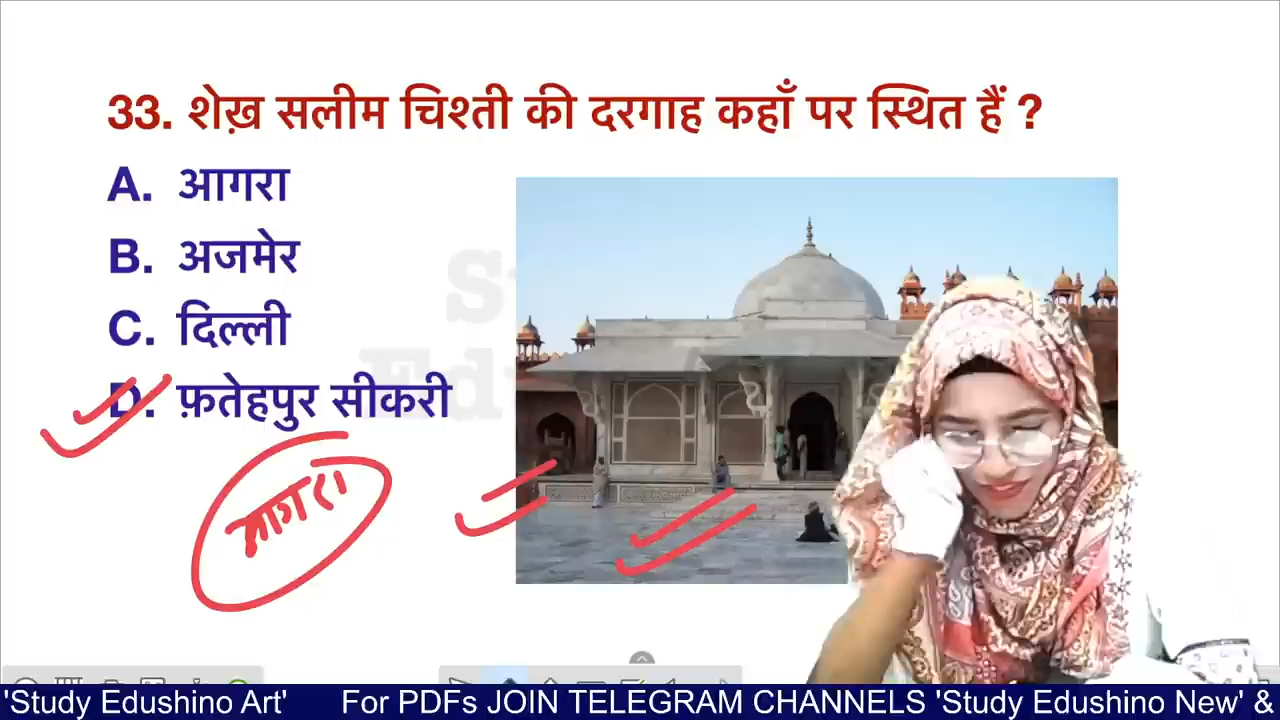 33. शेख़ सलीम चिश्ती की दरगाह कहाँ पर स्थित हैं ?
A. आगरा
B. अजमेर
C. दिल्ली
D. फ़तेहपुर सीकरी
आगरा
'Study Edushino Art' For PDFs JOIN TELEGRAM CHANNELS 'Study Edushino New' &